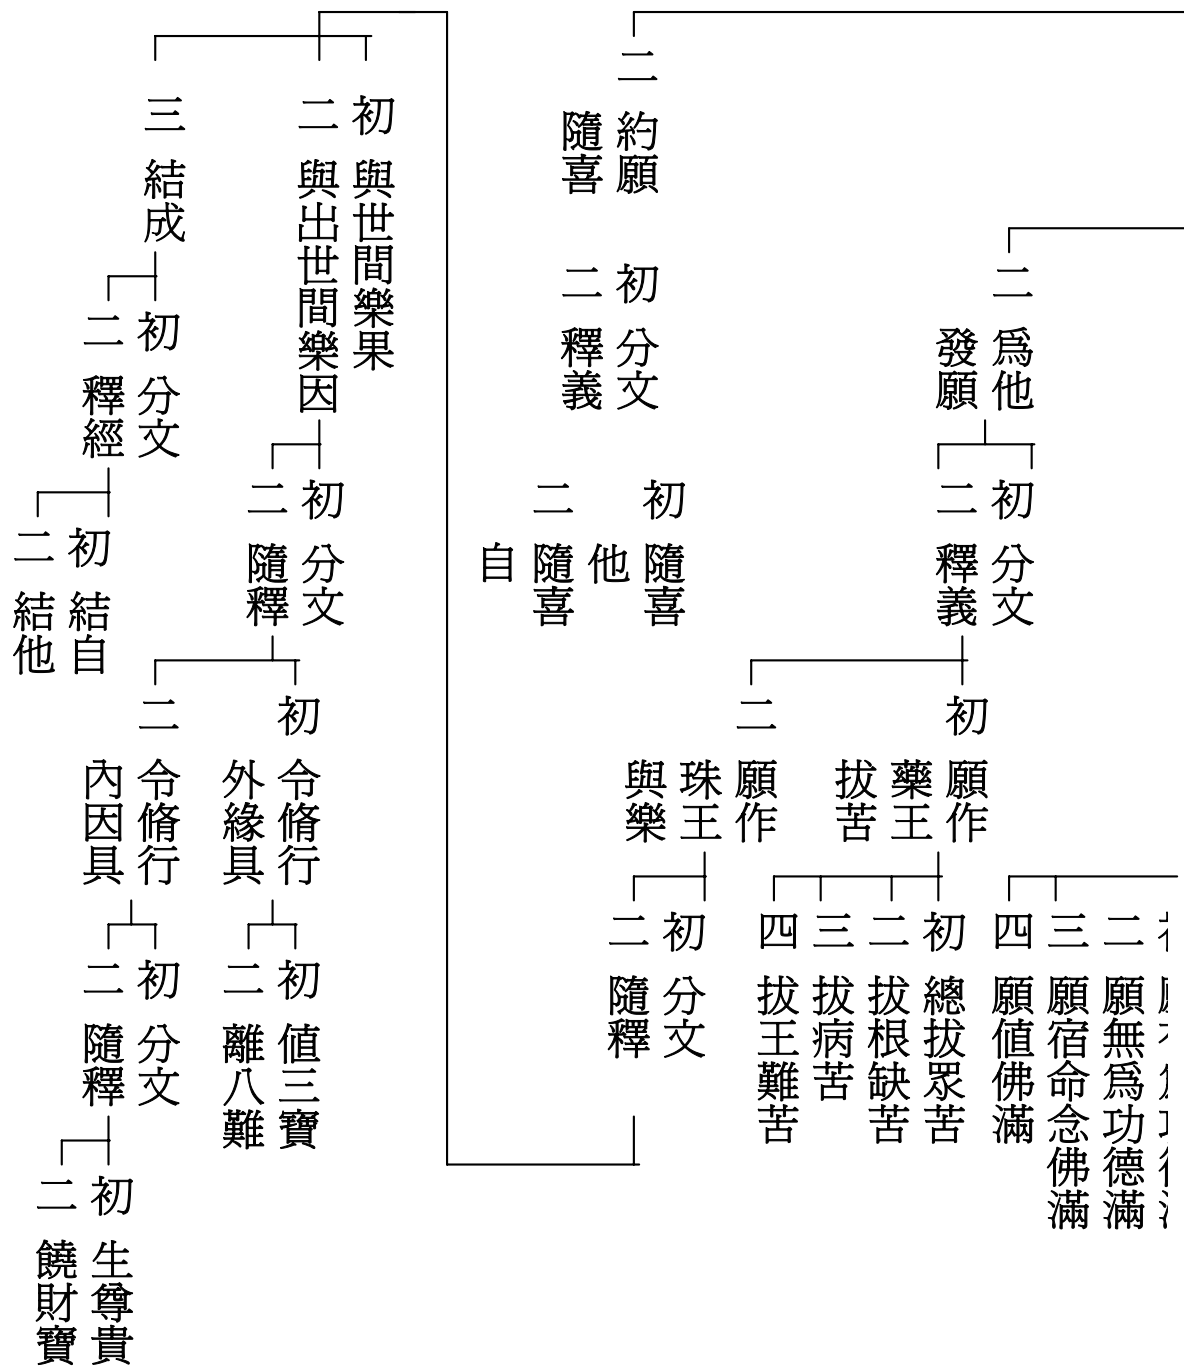 二 願無爲功德滿
三 願宿命念佛滿
四 願値佛滿
二 爲他
發願
初 分文
二 釋義
初 願作
藥王
拔苦
初 總拔眾苦
二 拔根缺苦
三 拔病苦
四 拔王難苦
二 願作
珠王
與樂
初 分文
二 隨釋
初 與世間樂果
二 與出世間樂因
初 分文
二 隨釋
初 令脩行
外緣具
初 値三寶
二 離八難
二 令脩行
內因具
初 分文
二 隨釋
初 生尊貴
二 饒財寶
三 結成
初 分文
二 釋經
初 結自
二 結他
二 約願
隨喜
初 分文
二 釋義
初 隨喜
他
二 隨喜
自